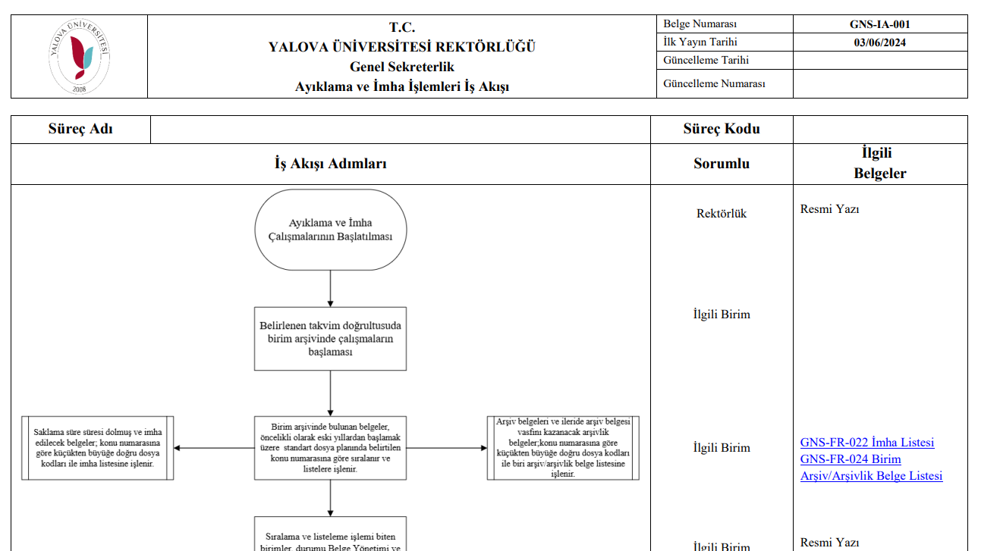 YALOVA ÜNİVERSİTESİ
2008
T.C.
YALOVA ÜNİVERSİTESİ REKTÖRLÜĞÜ
Genel Sekreterlik
Ayıklama ve İmha İşlemleri İş Akışı
Belge Numarası GNS-IA-001
İlk Yayın Tarihi 03/06/2024
Güncelleme Tarihi
Güncelleme Numarası
Süreç Adı Süreç Kodu
İş Akışı Adımları Sorumlu İlgili
Belgeler
Ayıklama ve İmha
Çalışmalarının Başlatılması
Rektörlük
Resmi Yazı
Belirlenen takvim doğrultusuda
birim arşivinde çalışmaların
başlaması
İlgili Birim
Saklama süre süresi dolmuş ve imha
edilecek belgeler; konu numarasına
göre küçükten büyüğe doğru dosya
kodları ile imha listesine işlenir.
Birim arşivinde bulunan belgeler,
öncelikli olarak eski yıllardan başlamak
üzere standart dosya planında belirtilen
konu numarasına göre sıralanır ve
listelere işlenir.
Arşiv belgeleri ve ileride arşiv belgesi
vasfını kazanacak arşivlik
belgeler;konu numarasına göre
küçükten büyüğe doğru dosya kodları
ile biri arşiv/arşivlik belge listesine
işlenir.
İlgili Birim
GNS-FR-022 İmha Listesi
GNS-FR-024 Birim
Arşiv/Arşivlik Belge Listesi
Sıralama ve listeleme işlemi biten
birimler, durumu Belge Yönetimi ve
İlgili Birim
Resmi Yazı